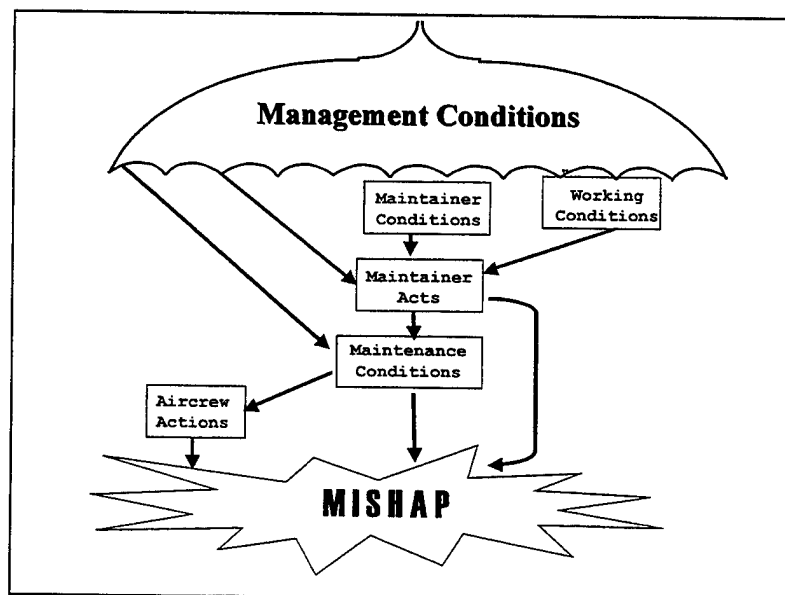 Management Conditions
Maintainer
Conditions
Working
Conditions
Maintainer
Acts
Maintenance
Conditions
Aircrew
Actions
MISHAP